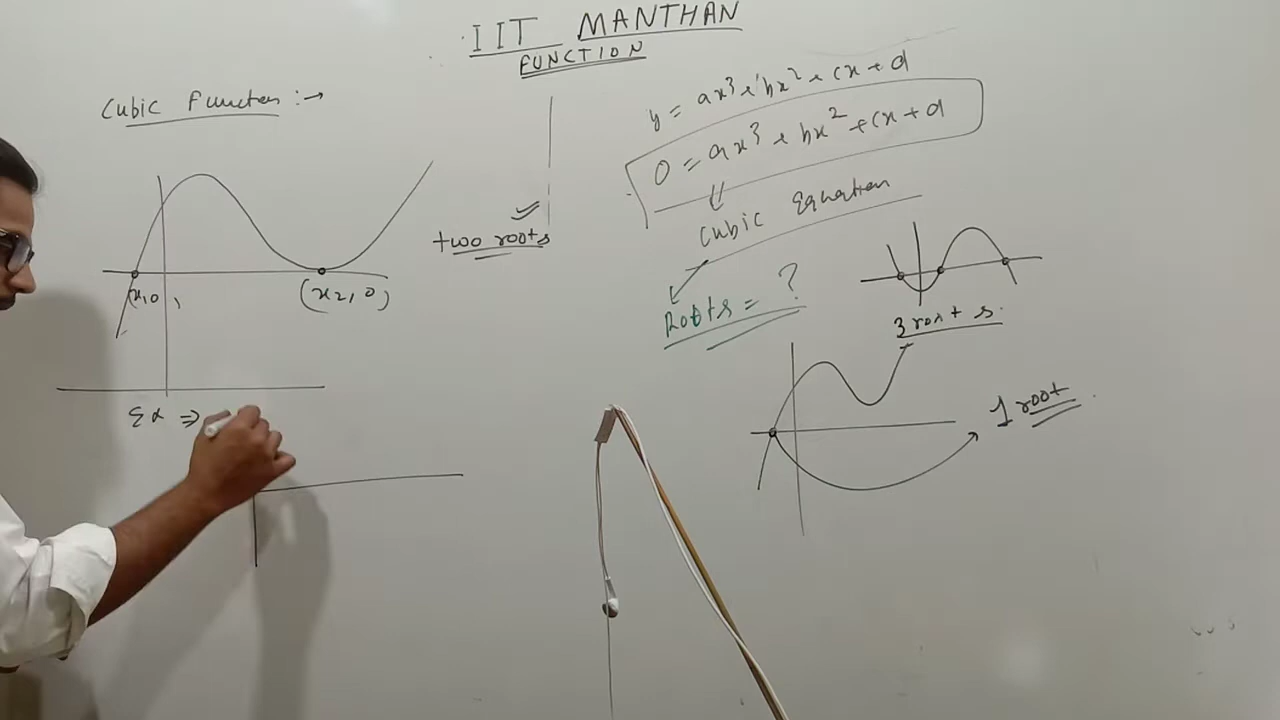 IIT MANTHAN
FUNCTION
Cubic Function :→
(x, 0
(x₂, 0)
two roots
Ex ⇒
y = ax³ + bx² + cx + d
0 = ax³ + bx² + cx + d
Cubic Equation
Roots = ?
3 roots.
1 root